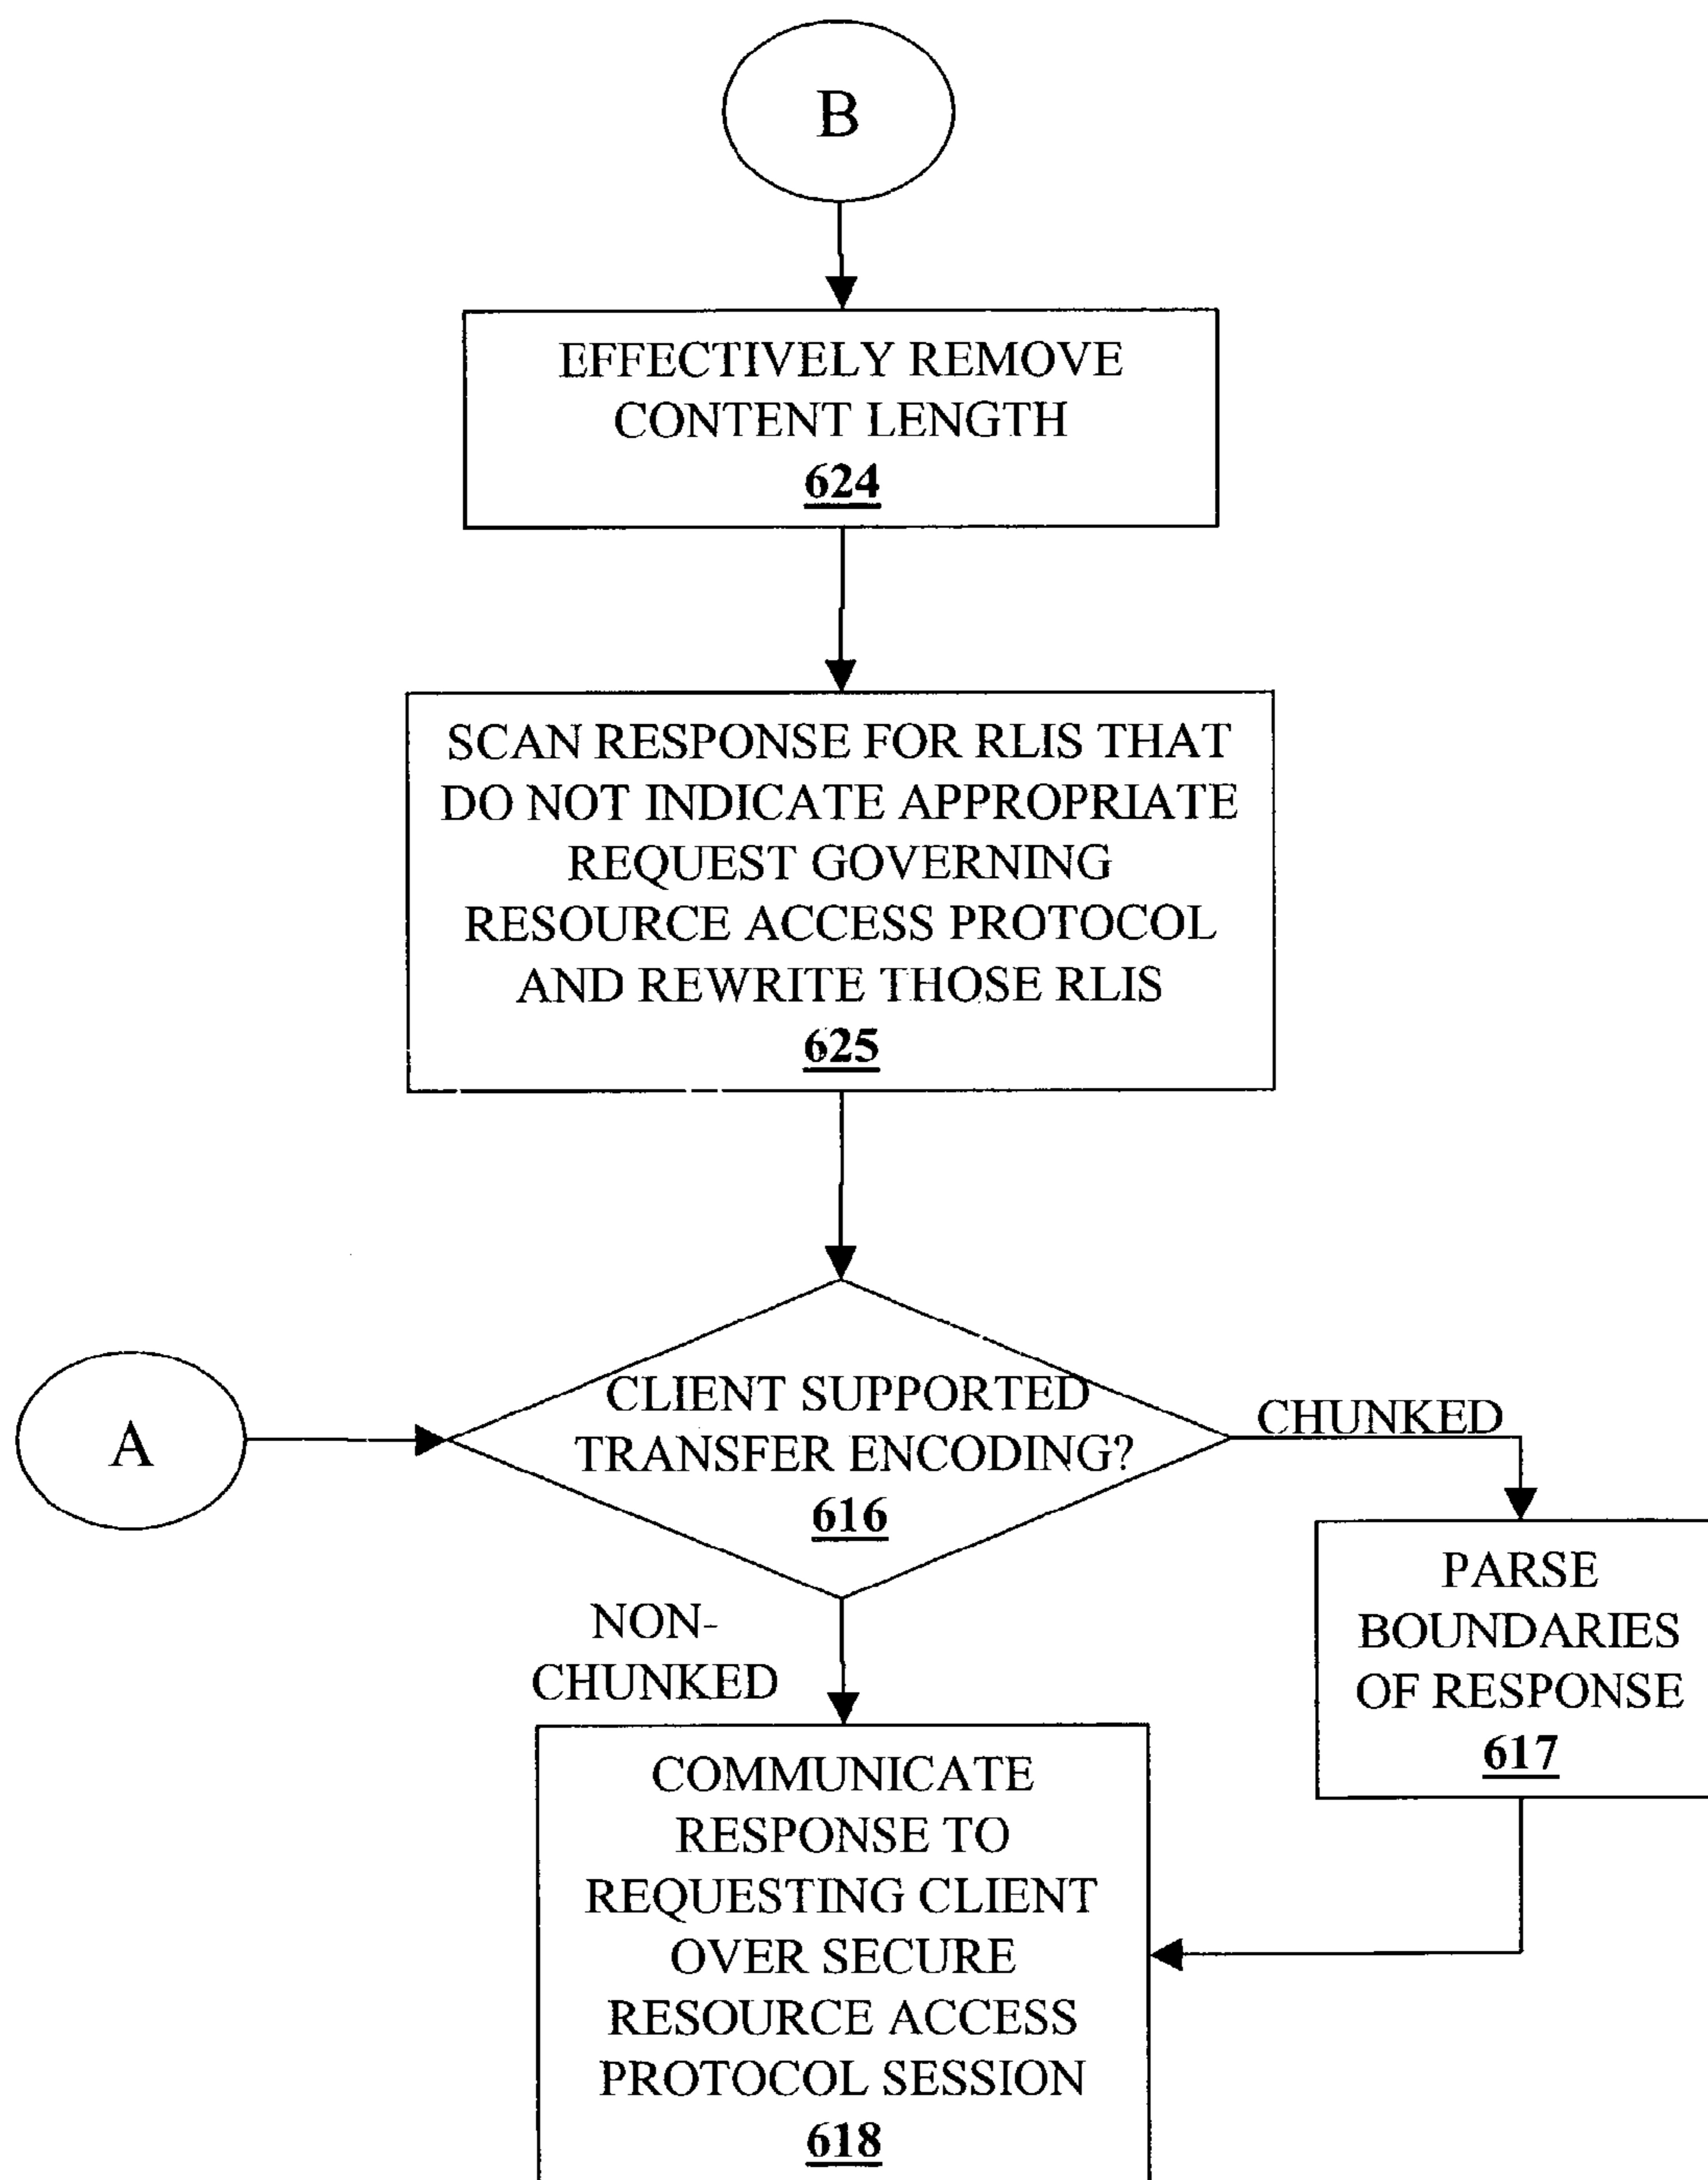 B
EFFECTIVELY REMOVE
CONTENT LENGTH
624
SCAN RESPONSE FOR RLIS THAT
DO NOT INDICATE APPROPRIATE
REQUEST GOVERNING
RESOURCE ACCESS PROTOCOL
AND REWRITE THOSE RLIS
625
A
CLIENT SUPPORTED
TRANSFER ENCODING?
616
CHUNKED
NON-
CHUNKED
PARSE
BOUNDARIES
OF RESPONSE
617
COMMUNICATE
RESPONSE TO
REQUESTING CLIENT
OVER SECURE
RESOURCE ACCESS
PROTOCOL SESSION
618